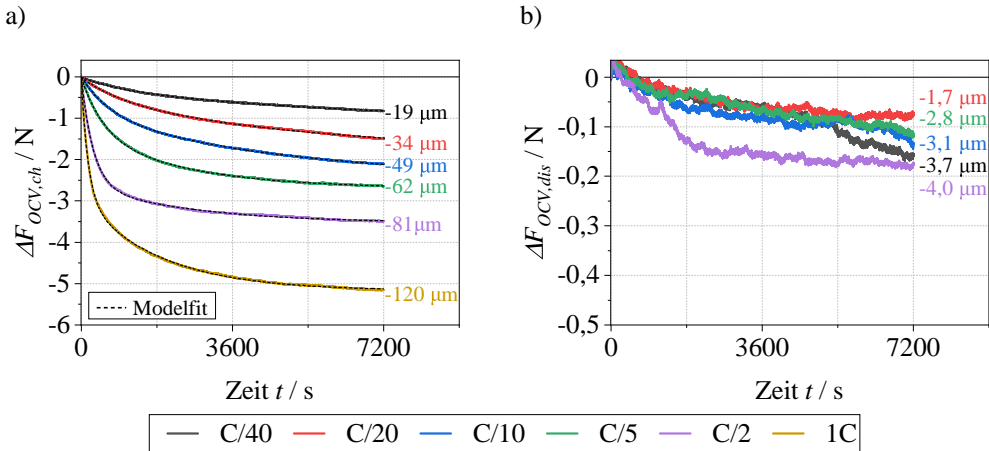 a)
ΔF_OCV,ch / N
0
-1
-2
-3
-4
-5
-6
-19 µm
-34 µm
-49 µm
-62 µm
-81µm
-120 µm
Modelfit
0 3600 7200
Zeit t / s
b)
ΔF_OCV,dis / N
0
-0,1
-0,2
-0,3
-0,4
-0,5
-1,7 µm
-2,8 µm
-3,1 µm
-3,7 µm
-4,0 µm
0 3600 7200
Zeit t / s
C/40 C/20 C/10 C/5 C/2 1C